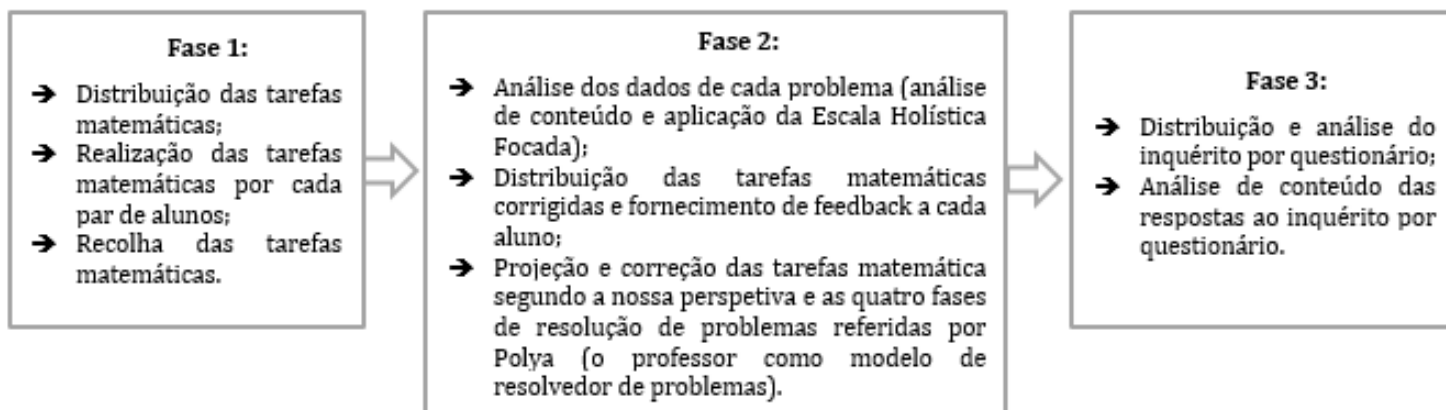 Fase 1:
➔ Distribuição das tarefas
matemáticas;
➔ Realização das tarefas
matemáticas por cada
par de alunos;
➔ Recolha das tarefas
matemáticas.
Fase 2:
➔ Análise dos dados de cada problema (análise
de conteúdo e aplicação da Escala Holística
Focada);
➔ Distribuição das tarefas matemáticas
corrigidas e fornecimento de feedback a cada
aluno;
➔ Projeção e correção das tarefas matemática
segundo a nossa perspetiva e as quatro fases
de resolução de problemas referidas por
Polya (o professor como modelo de
resolvedor de problemas).
Fase 3:
➔ Distribuição e análise do
inquérito por questionário;
➔ Análise de conteúdo das
respostas ao inquérito por
questionário.